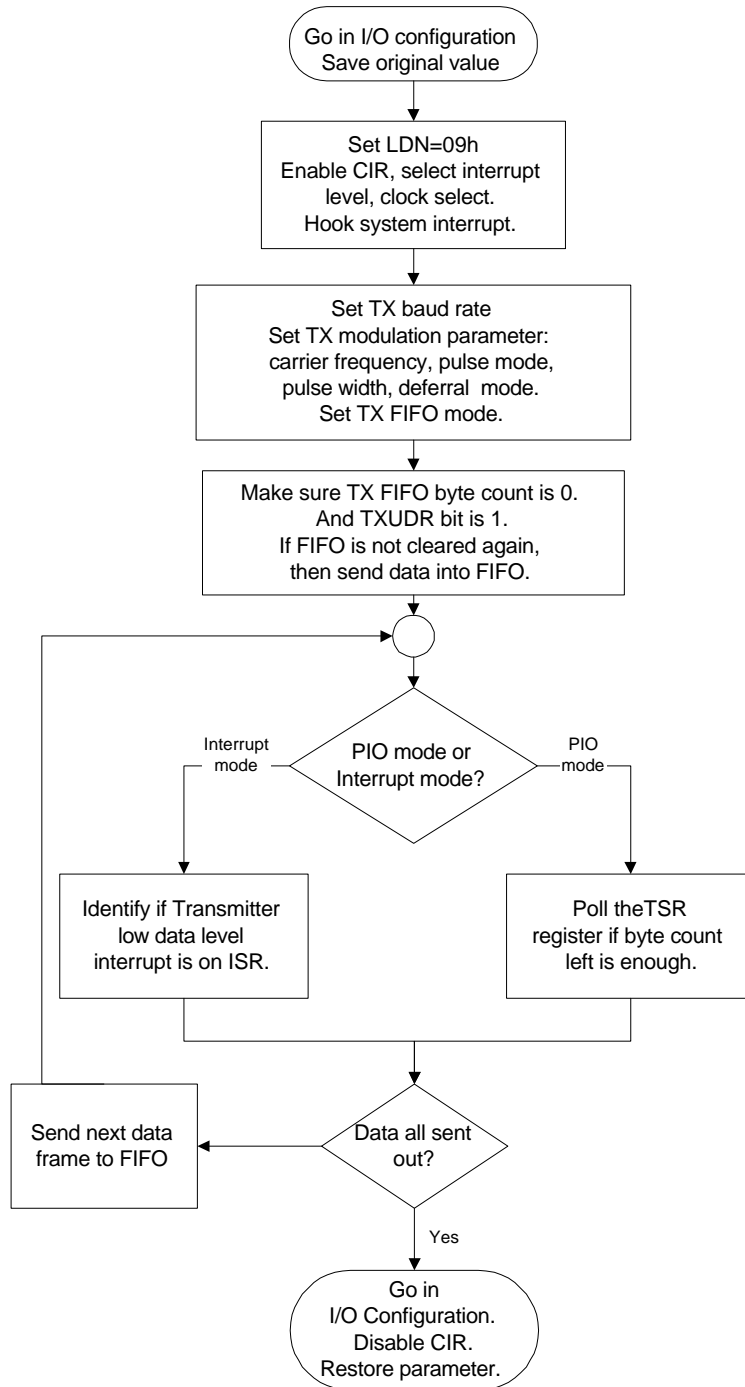 Go in I/O configuration
Save original value
Set LDN=09h
Enable CIR, select interrupt
level, clock select.
Hook system interrupt.
Set TX baud rate
Set TX modulation parameter:
carrier frequency, pulse mode,
pulse width, deferral mode.
Set TX FIFO mode.
Make sure TX FIFO byte count is 0.
And TXUDR bit is 1.
If FIFO is not cleared again,
then send data into FIFO.
Interrupt
mode
PIO mode or
Interrupt mode?
PIO
mode
Identify if Transmitter
low data level
interrupt is on ISR.
Poll theTSR
register if byte count
left is enough.
Send next data
frame to FIFO
Data all sent
out?
Yes
Go in
I/O Configuration.
Disable CIR.
Restore parameter.